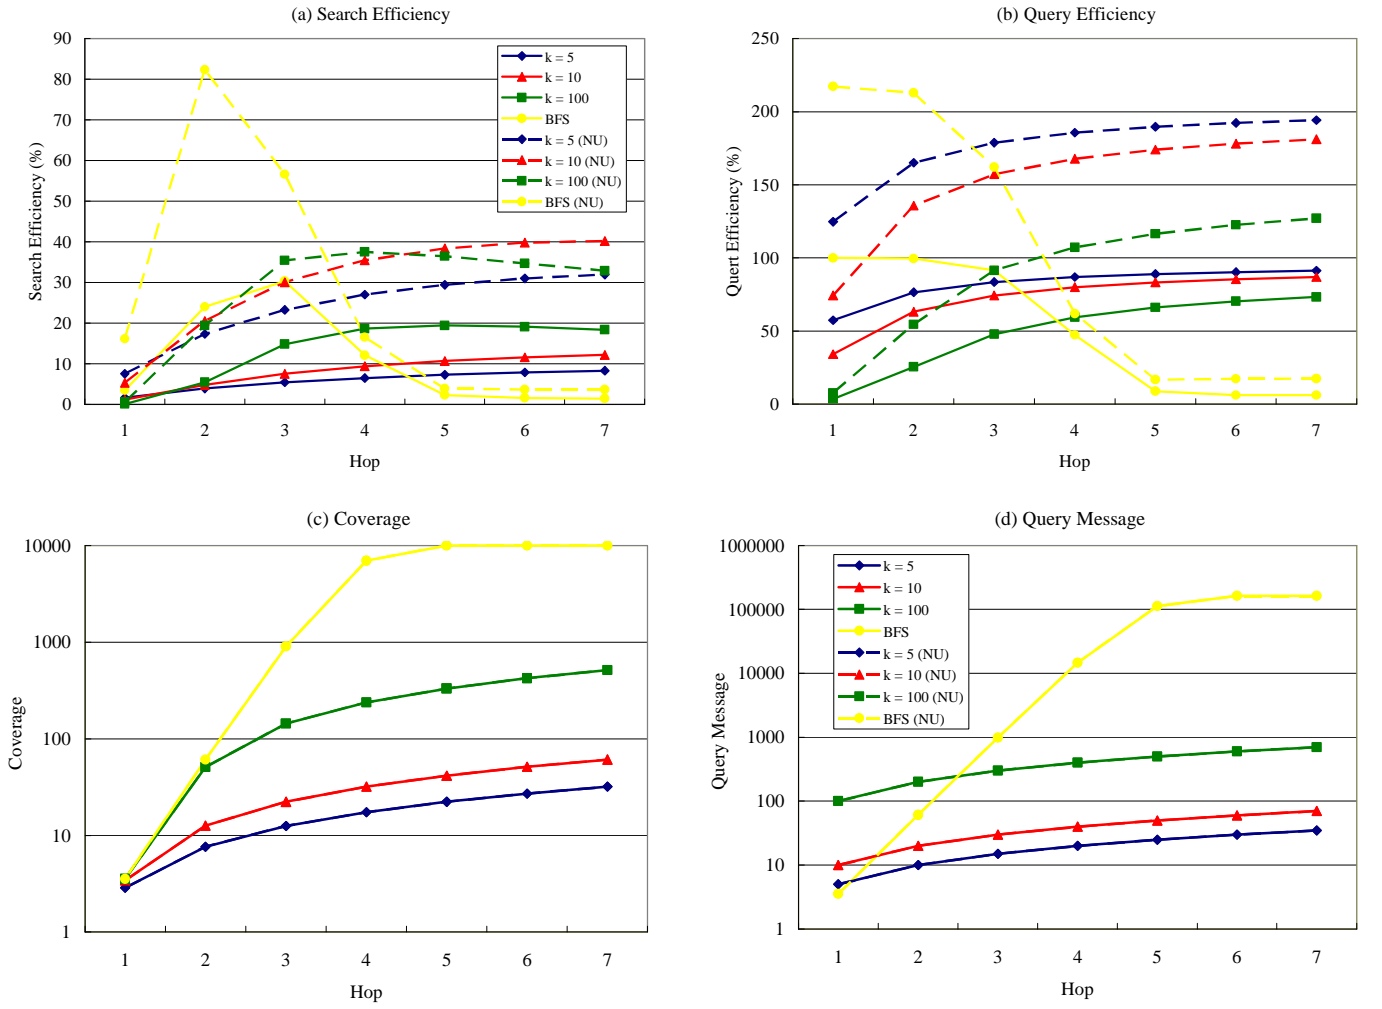 (a) Search Efficiency
Search Efficiency (%)
90
80
70
60
50
40
30
20
10
0
k = 5
k = 10
k = 100
BFS
k = 5 (NU)
k = 10 (NU)
k = 100 (NU)
BFS (NU)
1 2 3 4 5 6 7
Hop
(b) Query Efficiency
Quert Efficiency (%)
250
200
150
100
50
0
1 2 3 4 5 6 7
Hop
(c) Coverage
Coverage
10000
1000
100
10
1
1 2 3 4 5 6 7
Hop
(d) Query Message
Query Message
1000000
100000
10000
1000
100
10
1
k = 5
k = 10
k = 100
BFS
k = 5 (NU)
k = 10 (NU)
k = 100 (NU)
BFS (NU)
1 2 3 4 5 6 7
Hop